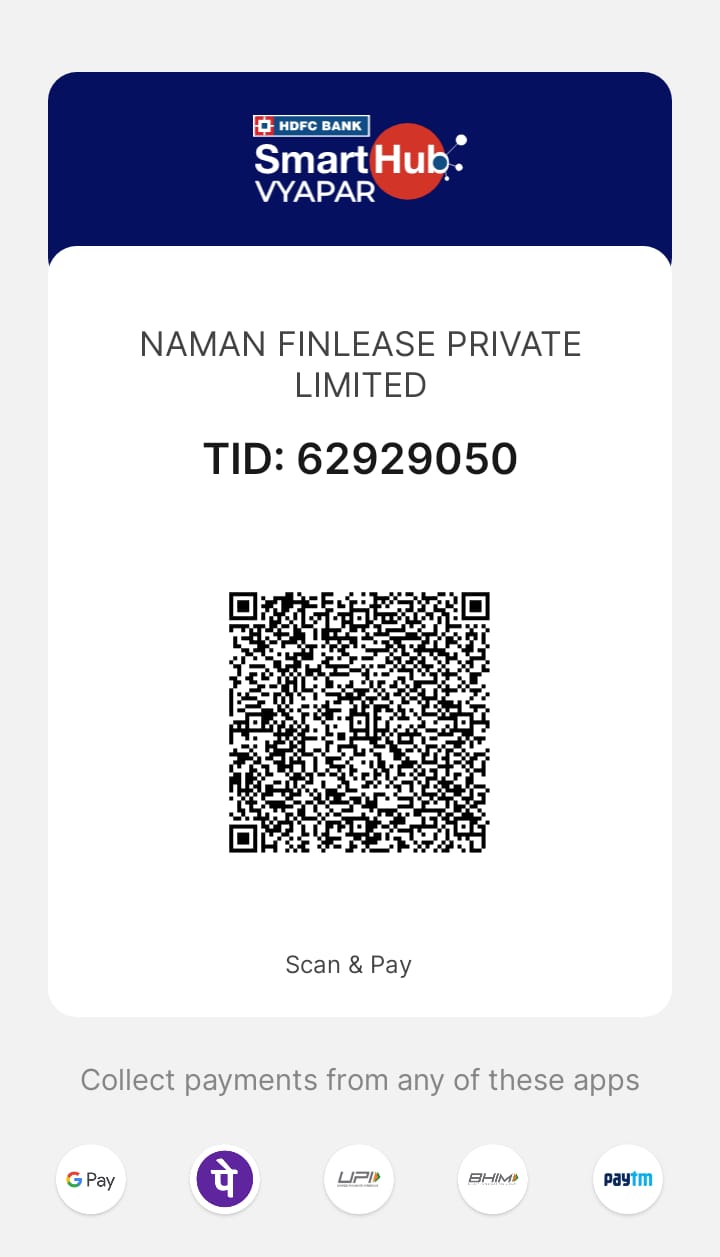 HDFC BANK
SmartHub
VYAPAR
NAMAN FINLEASE PRIVATE
LIMITED
TID: 62929050
Scan & Pay
Collect payments from any of these apps
G Pay
पे
UPI
BHIM
paytm